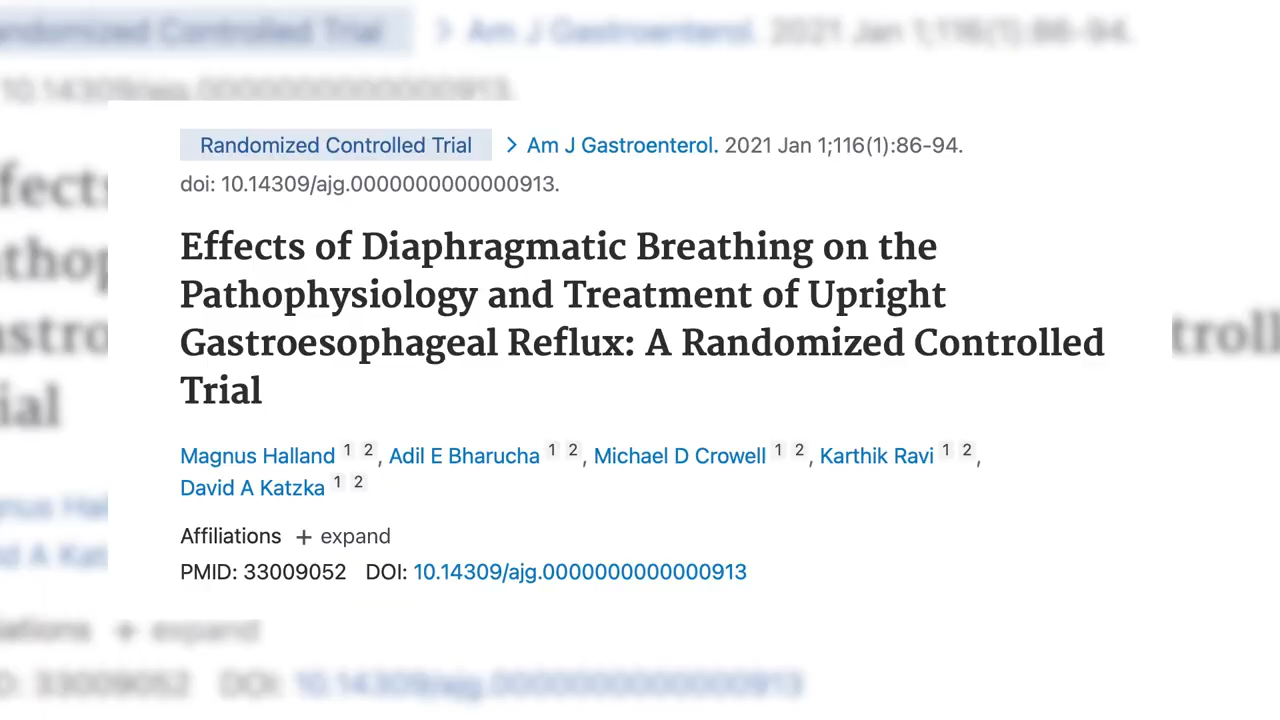 Randomized Controlled Trial > Am J Gastroenterol. 2021 Jan 1;116(1):86-94.
doi: 10.14309/ajg.0000000000000913.
Effects of Diaphragmatic Breathing on the
Pathophysiology and Treatment of Upright
Gastroesophageal Reflux: A Randomized Controlled
Trial
Magnus Halland 1 2, Adil E Bharucha 1 2, Michael D Crowell 1 2, Karthik Ravi 1 2,
David A Katzka 1 2
Affiliations + expand
PMID: 33009052 DOI: 10.14309/ajg.0000000000000913